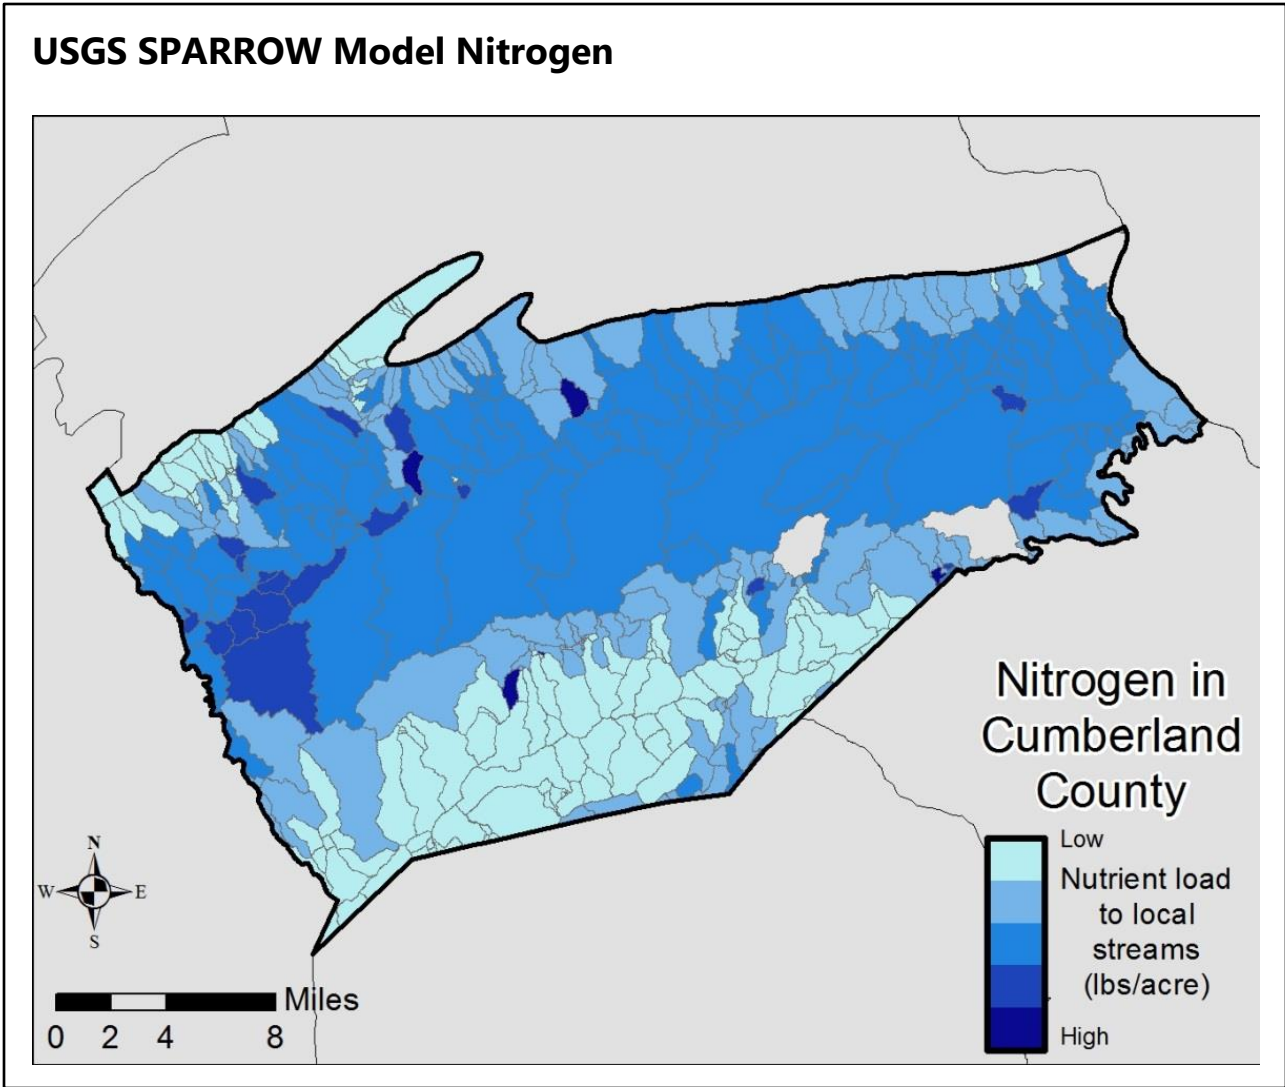 USGS SPARROW Model Nitrogen
Nitrogen in
Cumberland
County
Low
Nutrient load
to local
streams
(lbs/acre)
High
N
W E
S
Miles
0 2 4 8